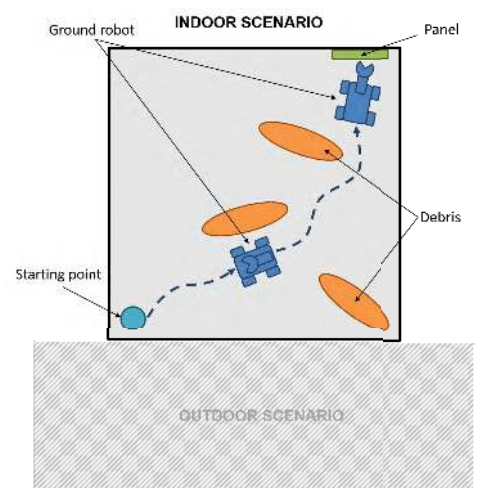 INDOOR SCENARIO
Ground robot
Panel
Debris
Starting point
OUTDOOR SCENARIO